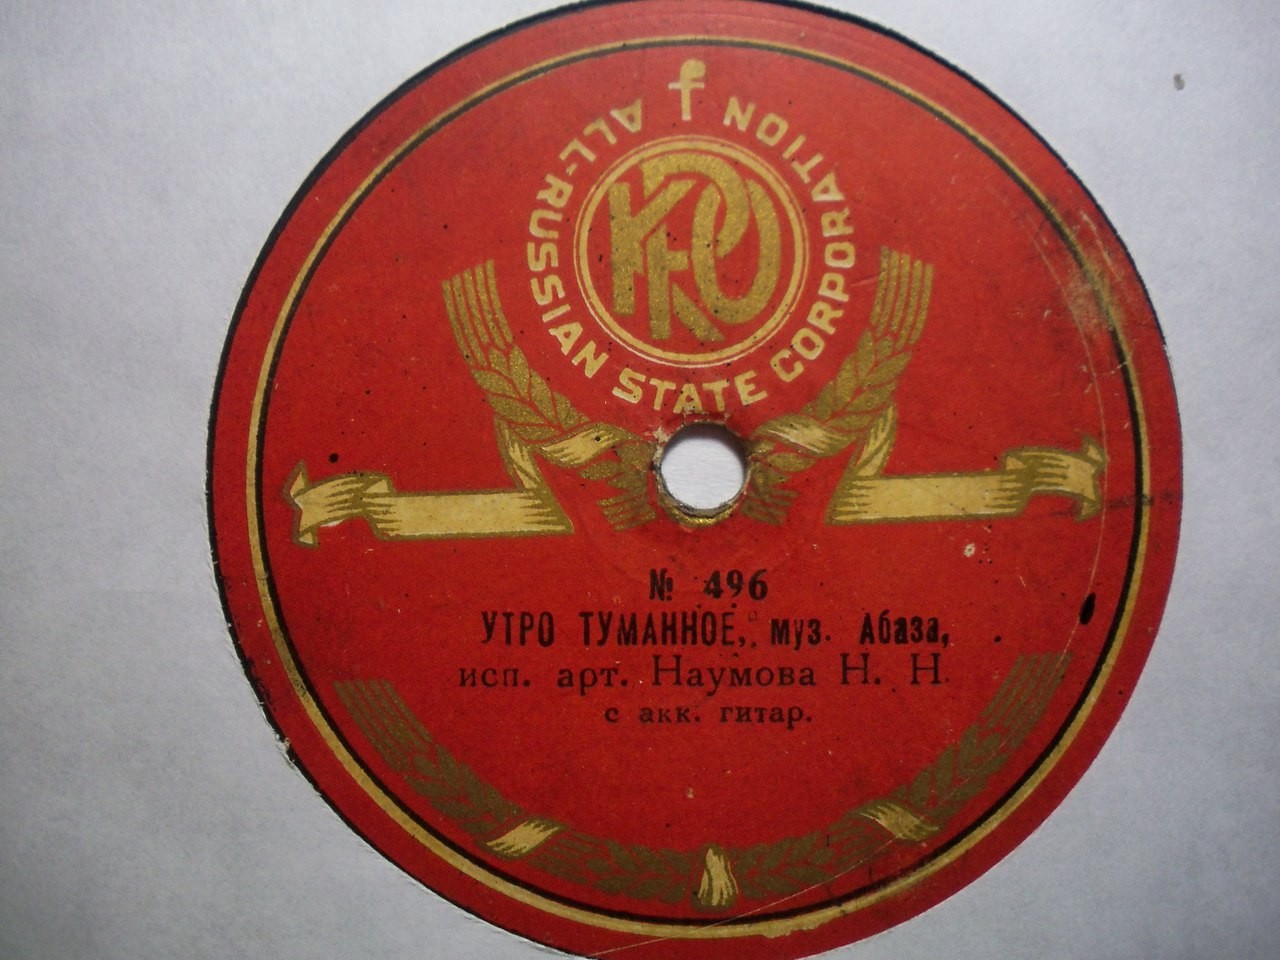 ALL-RUSSIAN STATE CORPORATION
№ 496
УТРО ТУМАННОЕ, муз. Абаза,
исп. арт. Наумова Н. Н.
с акк. гитар.